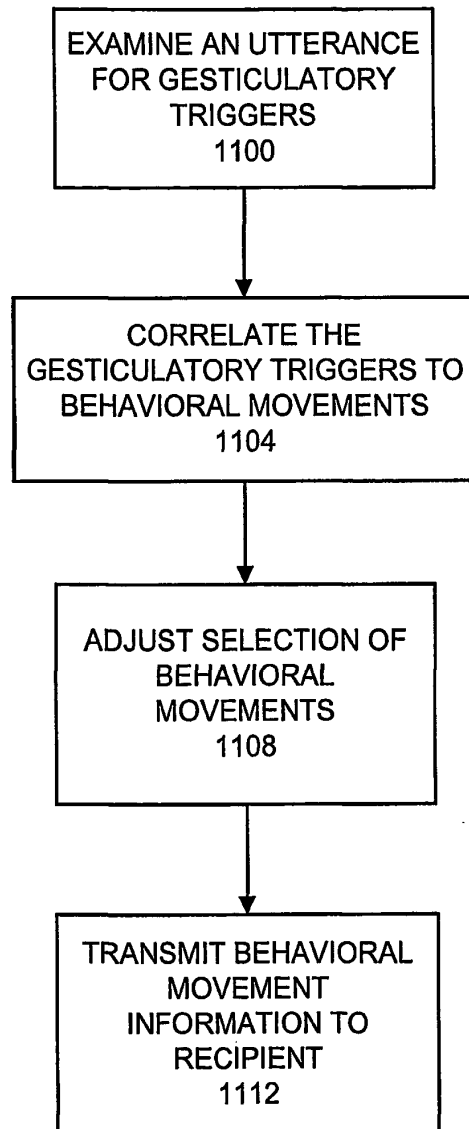 EXAMINE AN UTTERANCE
FOR GESTICULATORY
TRIGGERS
1100
CORRELATE THE
GESTICULATORY TRIGGERS TO
BEHAVIORAL MOVEMENTS
1104
ADJUST SELECTION OF
BEHAVIORAL
MOVEMENTS
1108
TRANSMIT BEHAVIORAL
MOVEMENT
INFORMATION TO
RECIPIENT
1112